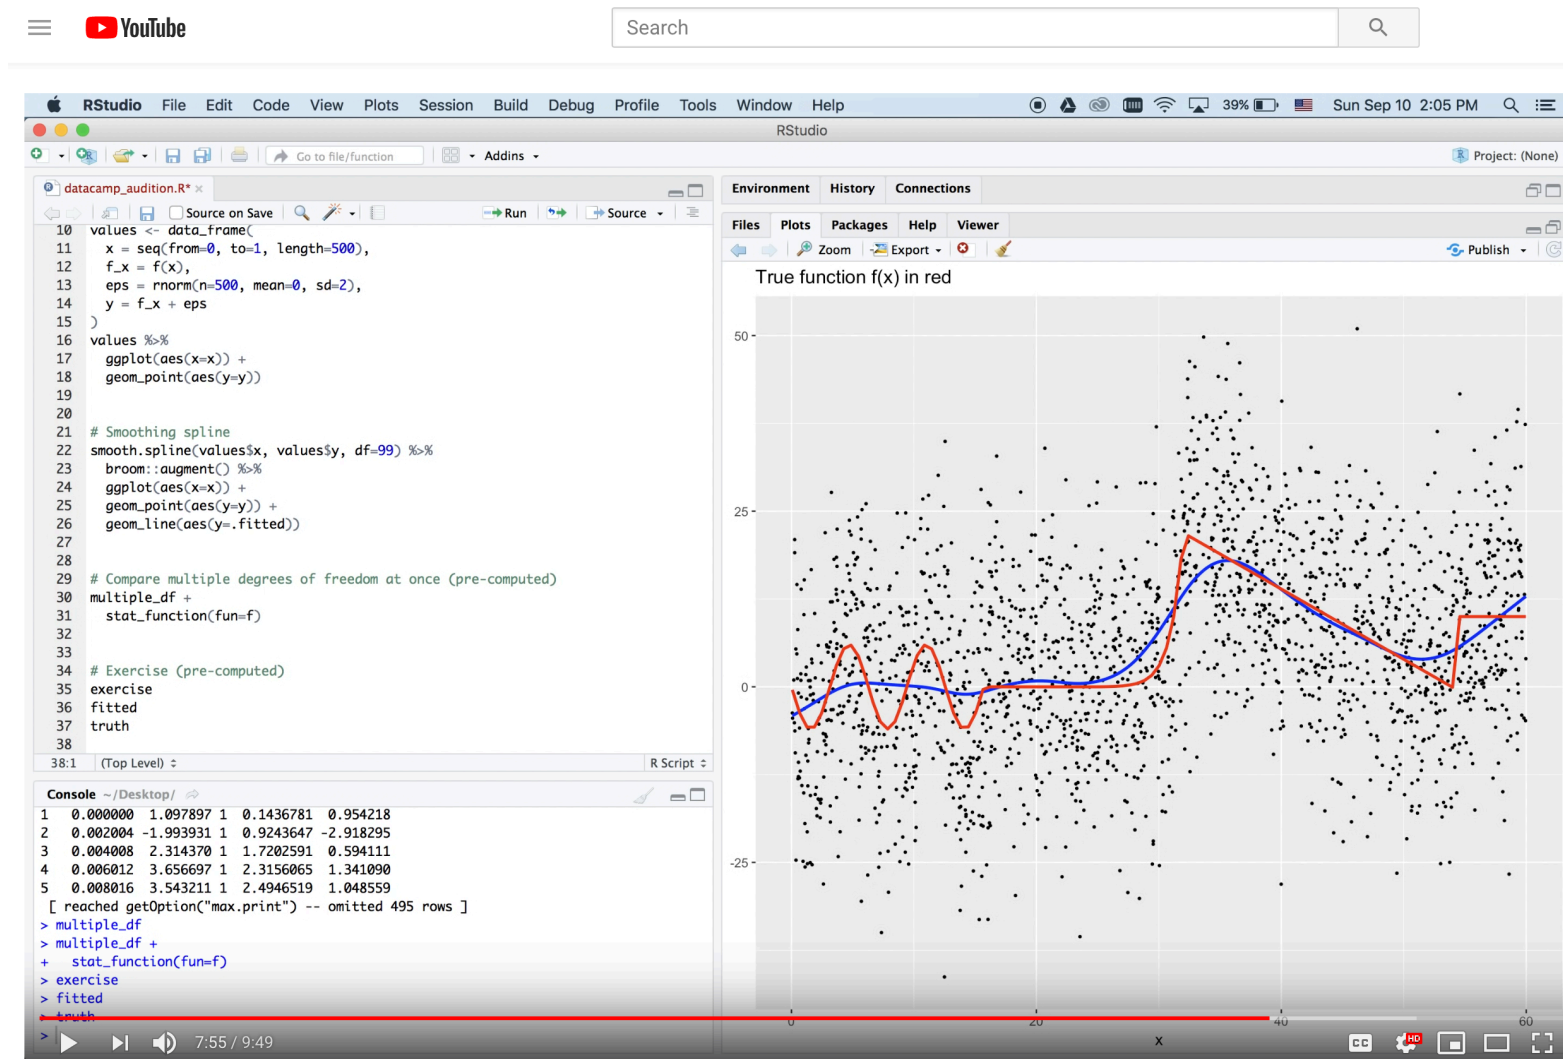 YouTube
Search
RStudio File Edit Code View Plots Session Build Debug Profile Tools Window Help 39% Sun Sep 10 2:05 PM
RStudio
Go to file/function Addins Project: (None)
datacamp_audition.R*
Source on Save Run Source
10 values <- data_frame(
11 x = seq(from=0, to=1, length=500),
12 f_x = f(x),
13 eps = rnorm(n=500, mean=0, sd=2),
14 y = f_x + eps
15 )
16 values %>%
17 ggplot(aes(x=x)) +
18 geom_point(aes(y=y))
19
20
21 # Smoothing spline
22 smooth.spline(values$x, values$y, df=99) %>%
23 broom::augment() %>%
24 ggplot(aes(x=x)) +
25 geom_point(aes(y=y)) +
26 geom_line(aes(y=.fitted))
27
28
29 # Compare multiple degrees of freedom at once (pre-computed)
30 multiple_df +
31 stat_function(fun=f)
32
33
34 # Exercise (pre-computed)
35 exercise
36 fitted
37 truth
38
38:1 (Top Level) R Script
Console ~/Desktop/
1 0.000000 1.097897 1 0.1436781 0.954218
2 0.002004 -1.993931 1 0.9243647 -2.918295
3 0.004008 2.314370 1 1.7202591 0.594111
4 0.006012 3.656697 1 2.3156065 1.341090
5 0.008016 3.543211 1 2.4946519 1.048559
[ reached getOption("max.print") -- omitted 495 rows ]
> multiple_df
> multiple_df +
+ stat_function(fun=f)
> exercise
> fitted
> truth
>
Environment History Connections
Files Plots Packages Help Viewer
Zoom Export Publish
True function f(x) in red
50
25
0
-25
0 20 40 60
x
7:55 / 9:49
CC HD